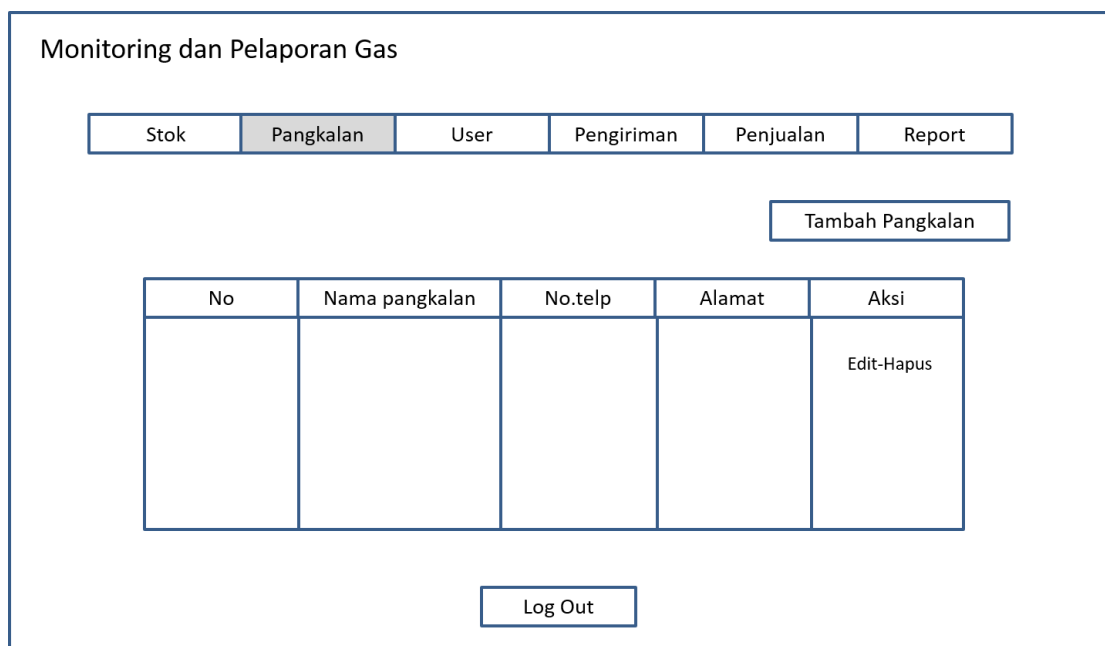 Monitoring dan Pelaporan Gas
Stok Pangkalan User Pengiriman Penjualan Report
Tambah Pangkalan
No Nama pangkalan No.telp Alamat Aksi
Edit-Hapus
Log Out